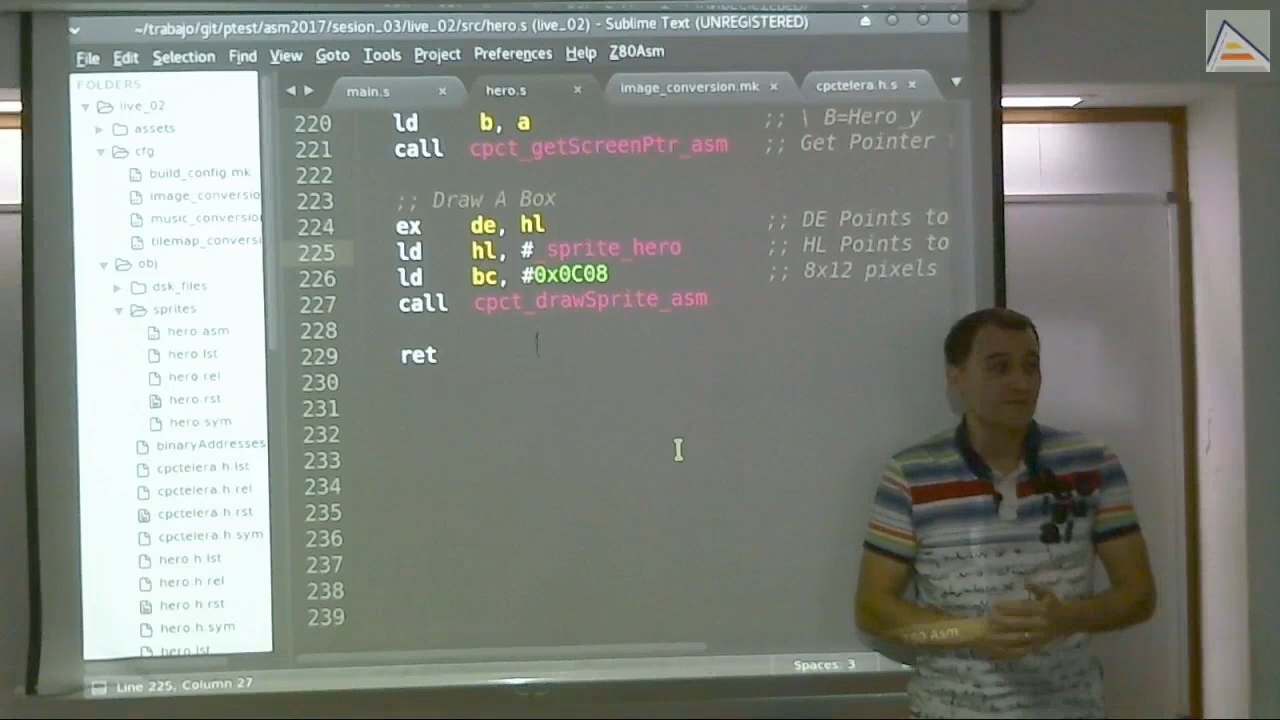 ~/trabajo/git/ptest/asm2017/sesion_03/live_02/src/hero.s (live_02) - Sublime Text (UNREGISTERED)
File Edit Selection Find View Goto Tools Project Preferences Help Z80Asm
FOLDERS
live_02
assets
cfg
build_config.mk
image_conversio
music_conversio
tilemap_conversi
obj
dsk_files
sprites
hero.asm
hero.lst
hero.rel
hero.rst
hero.sym
binaryAddresses
cpctelera.h.lst
cpctelera.h.rel
cpctelera.h.rst
cpctelera.h.sym
hero.h.lst
hero.h.rel
hero.h.rst
hero.h.sym
hero.lst
main.s hero.s image_conversion.mk cpctelera.h.s
220 ld b, a ;; \ B=Hero_y
221 call cpct_getScreenPtr_asm ;; Get Pointer
222
223 ;; Draw A Box
224 ex de, hl ;; DE Points to
225 ld hl, #_sprite_hero ;; HL Points to
226 ld bc, #0x0C08 ;; 8x12 pixels
227 call cpct_drawSprite_asm
228
229 ret
230
231
232
233
234
235
236
237
238
239
Line 225, Column 27 Spaces: 3 Z80 Asm